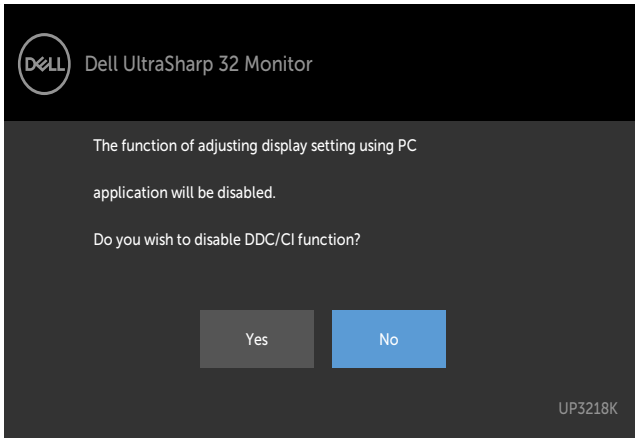 DELL
Dell UltraSharp 32 Monitor
The function of adjusting display setting using PC
application will be disabled.
Do you wish to disable DDC/CI function?
Yes
No
UP3218K